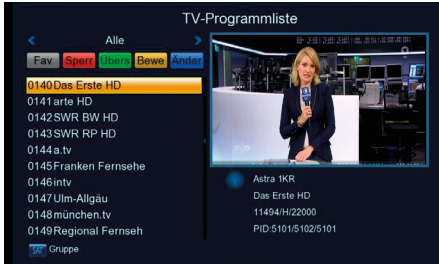 TV-Programmliste
Alle
Fav Sperr Übers Bewe Änder
0140 Das Erste HD
0141 arte HD
0142 SWR BW HD
0143 SWR RP HD
0144 a.tv
0145 Franken Fernsehe
0146 intv
0147 Ulm-Allgäu
0148 münchen.tv
0149 Regional Fernseh
SAT Gruppe
Astra 1KR
Das Erste HD
11494/H/22000
PID:5101/5102/5101